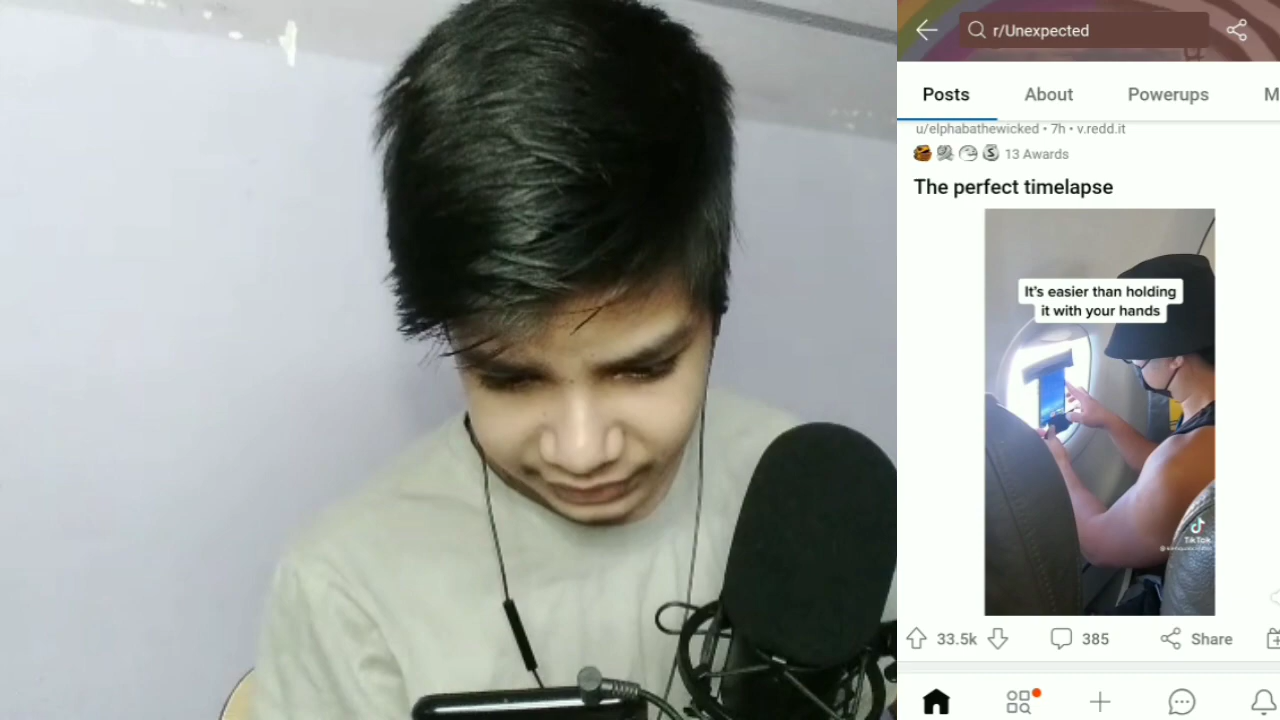 r/Unexpected
Posts About Powerups M
u/elphabathewicked • 7h • v.redd.it
13 Awards
The perfect timelapse
It's easier than holding
it with your hands
TikTok
33.5k 385 Share